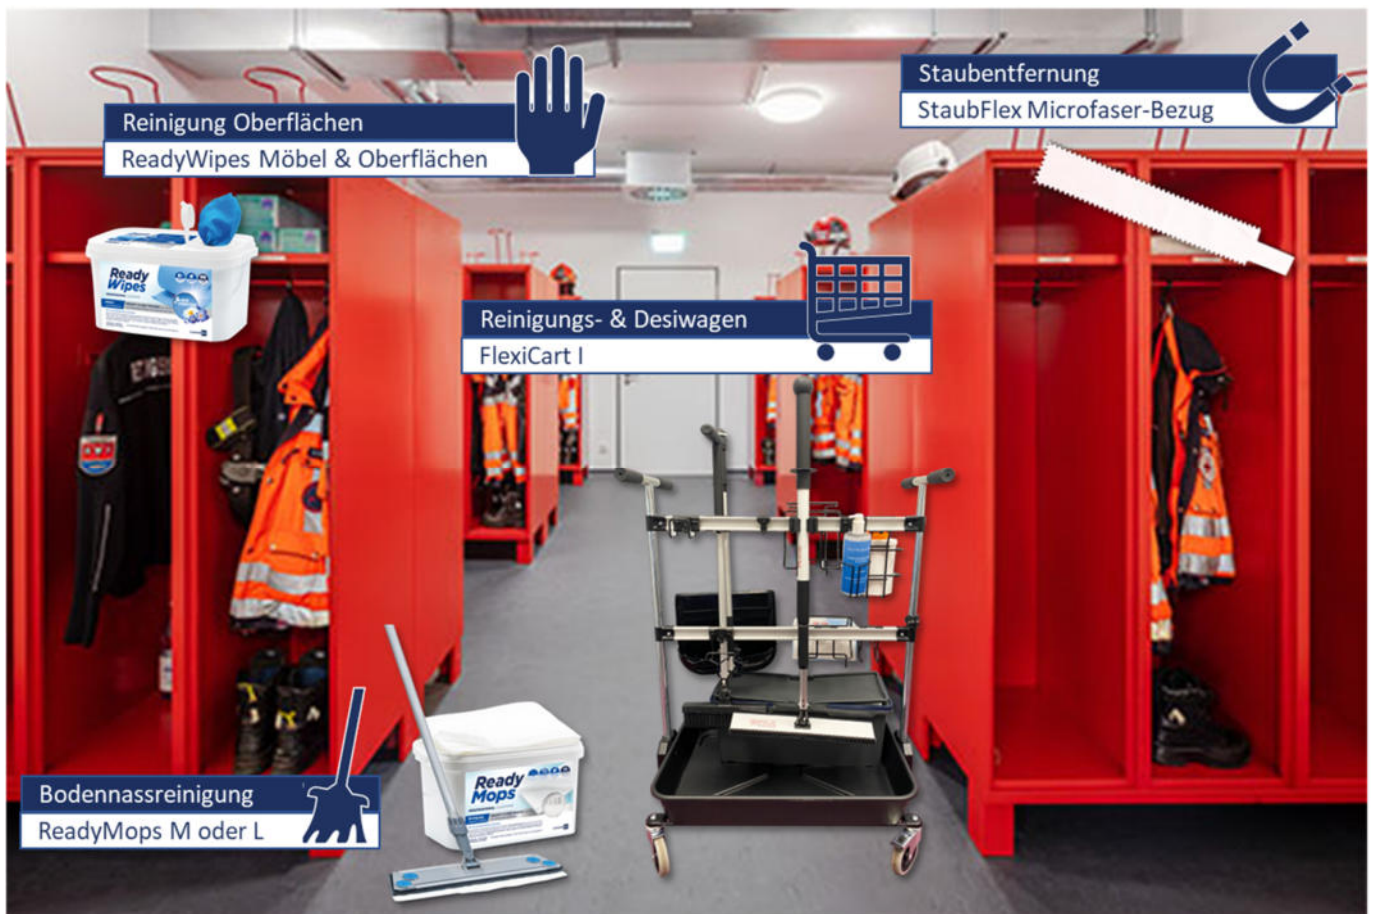 Staubentfernung
StaubFlex Microfaser-Bezug
Reinigung Oberflächen
ReadyWipes Möbel & Oberflächen
Ready
Wipes
Reinigungs- & Desiwagen
FlexiCart I
Bodennassreinigung
ReadyMops M oder L
Ready
Mops